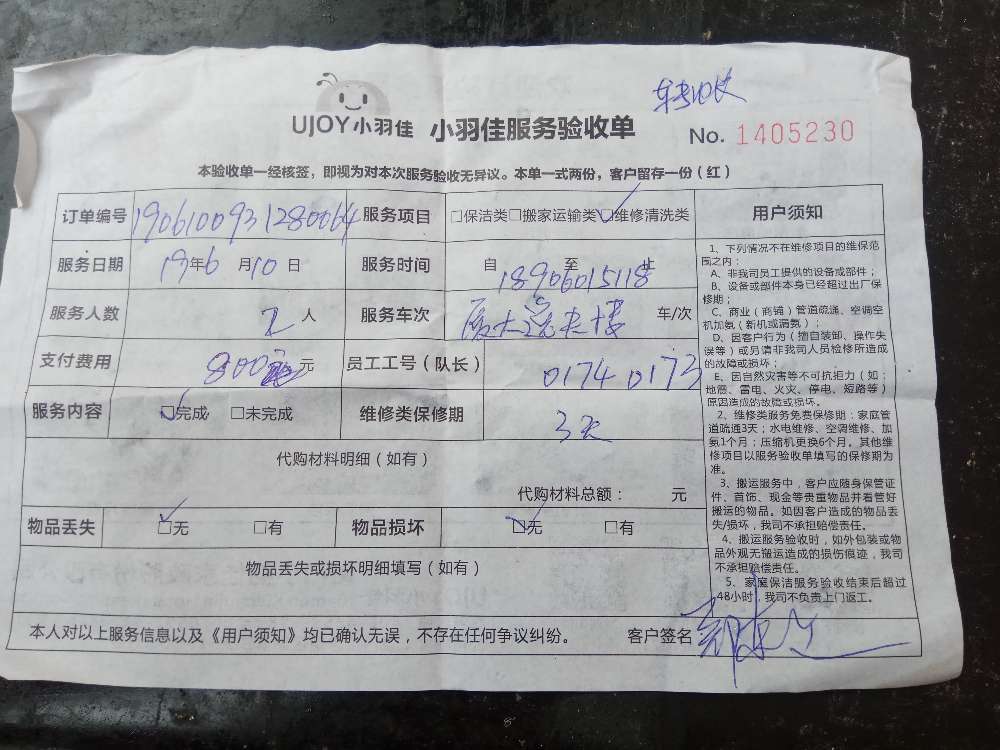 UJOY小羽佳 小羽佳服务验收单
No. 1405230
本验收单一经核签，即视为对本次服务验收无异议。本单一式两份，客户留存一份（红）
订单编号 1906100931280064 服务项目 □保洁类□搬家运输类☑维修清洗类
服务日期 19年6月10日 服务时间 自 至 止
18906015118
服务人数 2人 服务车次 车/次
支付费用 800元 员工工号（队长） 0174 0173
服务内容 ☑完成 □未完成 维修类保修期 3天
代购材料明细（如有）
代购材料总额： 元
物品丢失 ☑无 □有 物品损坏 ☑无 □有
物品丢失或损坏明细填写（如有）
本人对以上服务信息以及《用户须知》均已确认无误，不存在任何争议纠纷。 客户签名
用户须知
1、下列情况不在维修项目的维保范
围之内：
A、非我司员工提供的设备或部件；
B、设备或部件本身已经超过出厂保
修期；
C、商业（商铺）管道疏通、空调空
机加氨（新机或漏氨）；
D、因客户行为（擅自装卸、操作失
误等）或另请非我司人员检修所造成
的故障或损坏；
E、因自然灾害等不可抗拒力（如：
地震、雷电、火灾、停电、短路等）
原因造成的故障或损坏。
2、维修类服务免费保修期：家庭管
道疏通3天；水电维修、空调维修、加
氨1个月；压缩机更换6个月。其他维
修项目以服务验收单填写的保修期为
准。
3、搬运服务中，客户应随身保管证
件、首饰、现金等贵重物品并看管好
搬运的物品。如因客户造成的物品丢
失/损坏，我司不承担赔偿责任。
4、搬运服务验收时，如外包装或物
品外观无搬运造成的损伤痕迹，我司
不承担赔偿责任。
5、家庭保洁服务验收结束后超过
48小时，我司不负责上门返工。